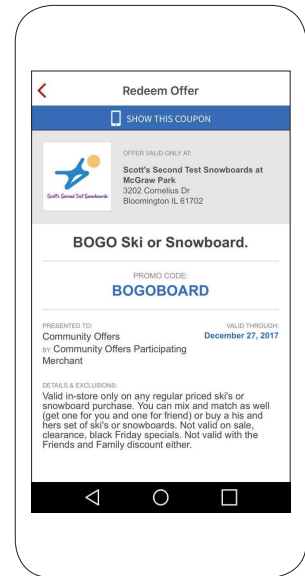 Redeem Offer
SHOW THIS COUPON
Scott's Second Test Snowboards
OFFER VALID ONLY AT:
Scott's Second Test Snowboards at
McGraw Park
3202 Cornelius Dr
Bloomington IL 61702
BOGO Ski or Snowboard.
PROMO CODE:
BOGOBOARD
PRESENTED TO:
Community Offers
BY Community Offers Participating
Merchant
VALID THROUGH:
December 27, 2017
DETAILS & EXCLUSIONS:
Valid in-store only on any regular priced ski's or
snowboard purchase. You can mix and match as well
(get one for you and one for friend) or buy a his and
hers set of ski's or snowboards. Not valid on sale,
clearance, black Friday specials. Not valid with the
Friends and Family discount either.